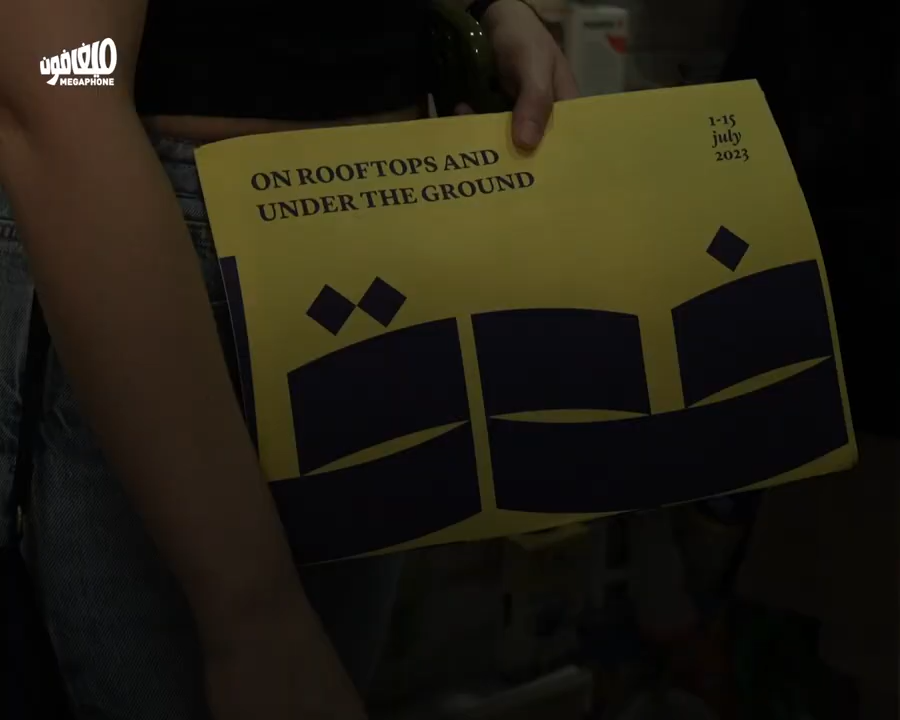 ميغافون
MEGAPHONE
ON ROOFTOPS AND
UNDER THE GROUND
1-15
july
2023